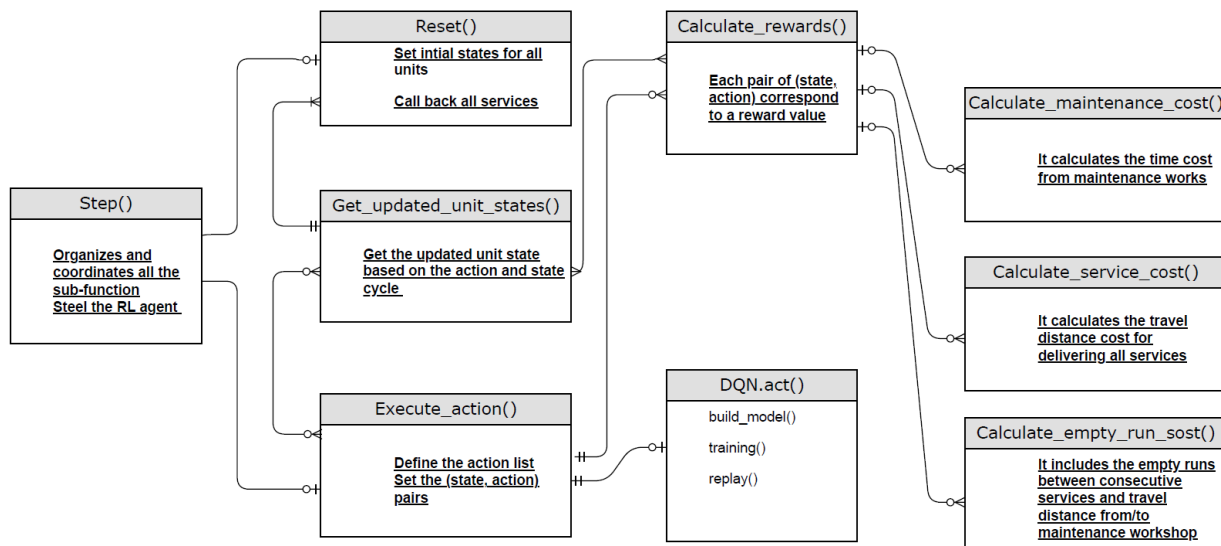 Reset()
Set intial states for all
units
Call back all services
Calculate_rewards()
Each pair of (state,
action) correspond
to a reward value
Calculate_maintenance_cost()
It calculates the time cost
from maintenance works
Step()
Organizes and
coordinates all the
sub-function
Steel the RL agent
Get_updated_unit_states()
Get the updated unit state
based on the action and state
cycle
Calculate_service_cost()
It calculates the travel
distance cost for
delivering all services
Execute_action()
Define the action list
Set the (state, action)
pairs
DQN.act()
build_model()
training()
replay()
Calculate_empty_run_sost()
It includes the empty runs
between consecutive
services and travel
distance from/to
maintenance workshop